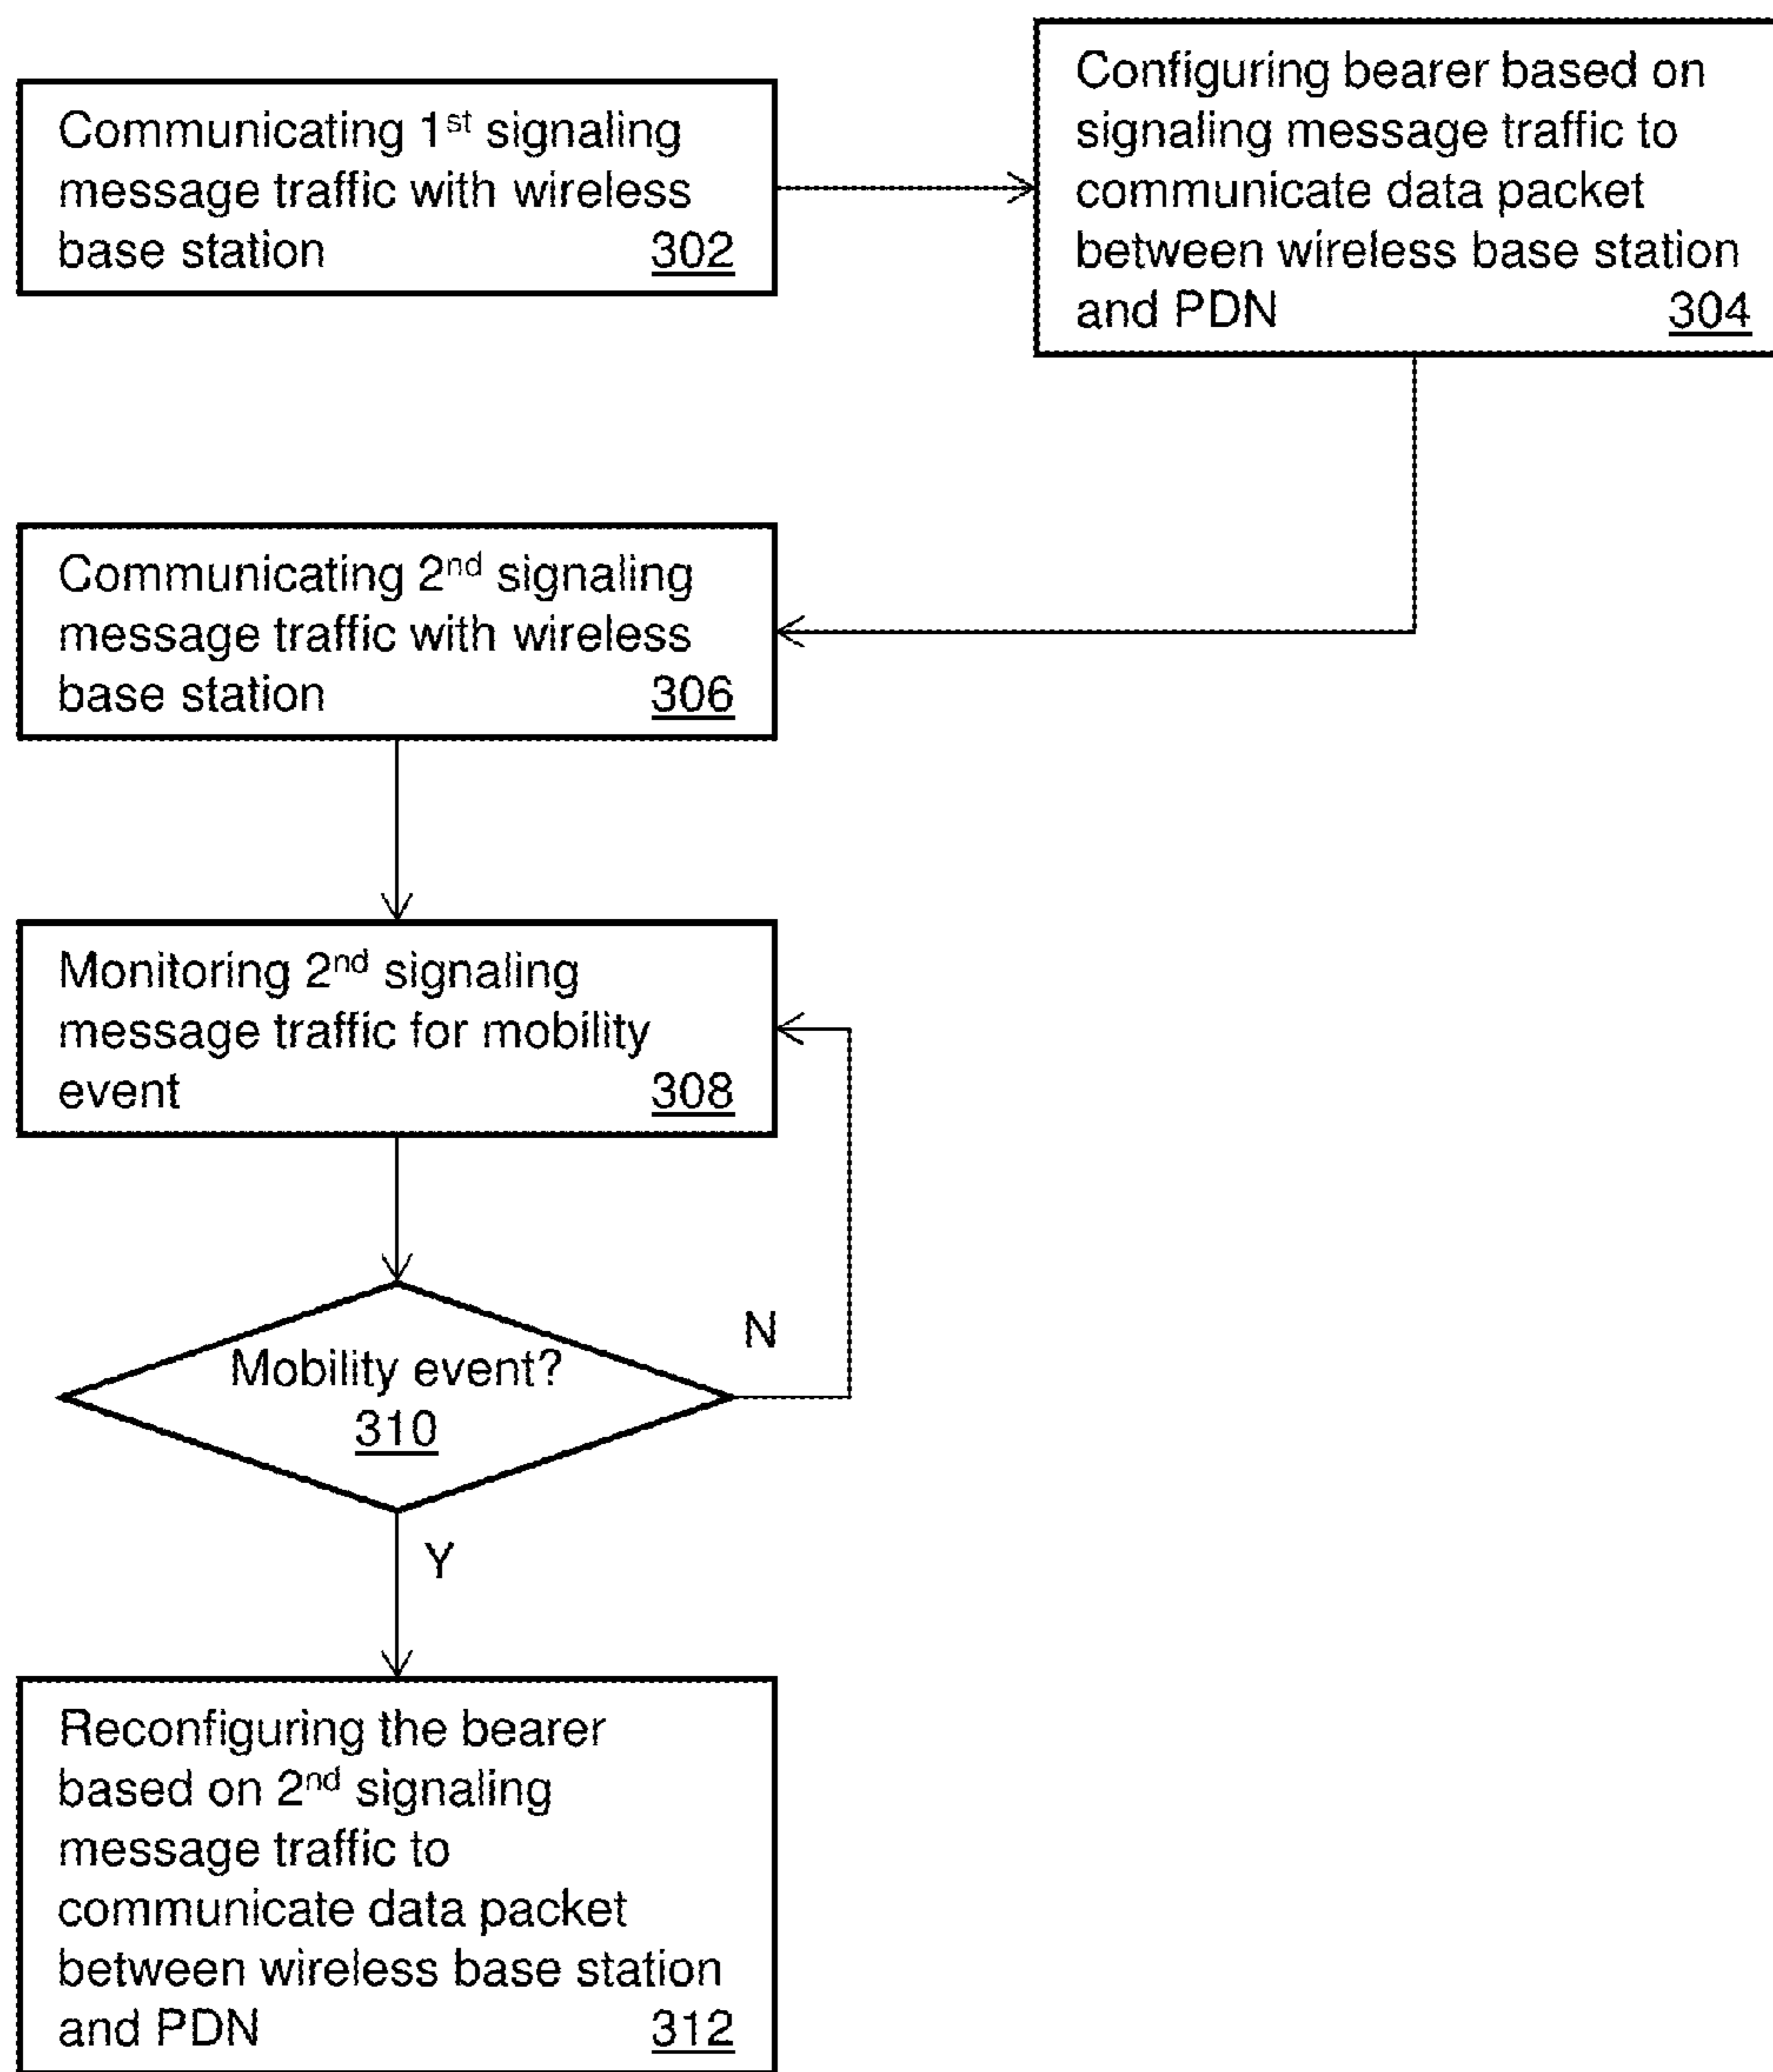 Communicating 1st signaling
message traffic with wireless
base station 302
Configuring bearer based on
signaling message traffic to
communicate data packet
between wireless base station
and PDN 304
Communicating 2nd signaling
message traffic with wireless
base station 306
Monitoring 2nd signaling
message traffic for mobility
event 308
Mobility event?
310
N
Y
Reconfiguring the bearer
based on 2nd signaling
message traffic to
communicate data packet
between wireless base station
and PDN 312